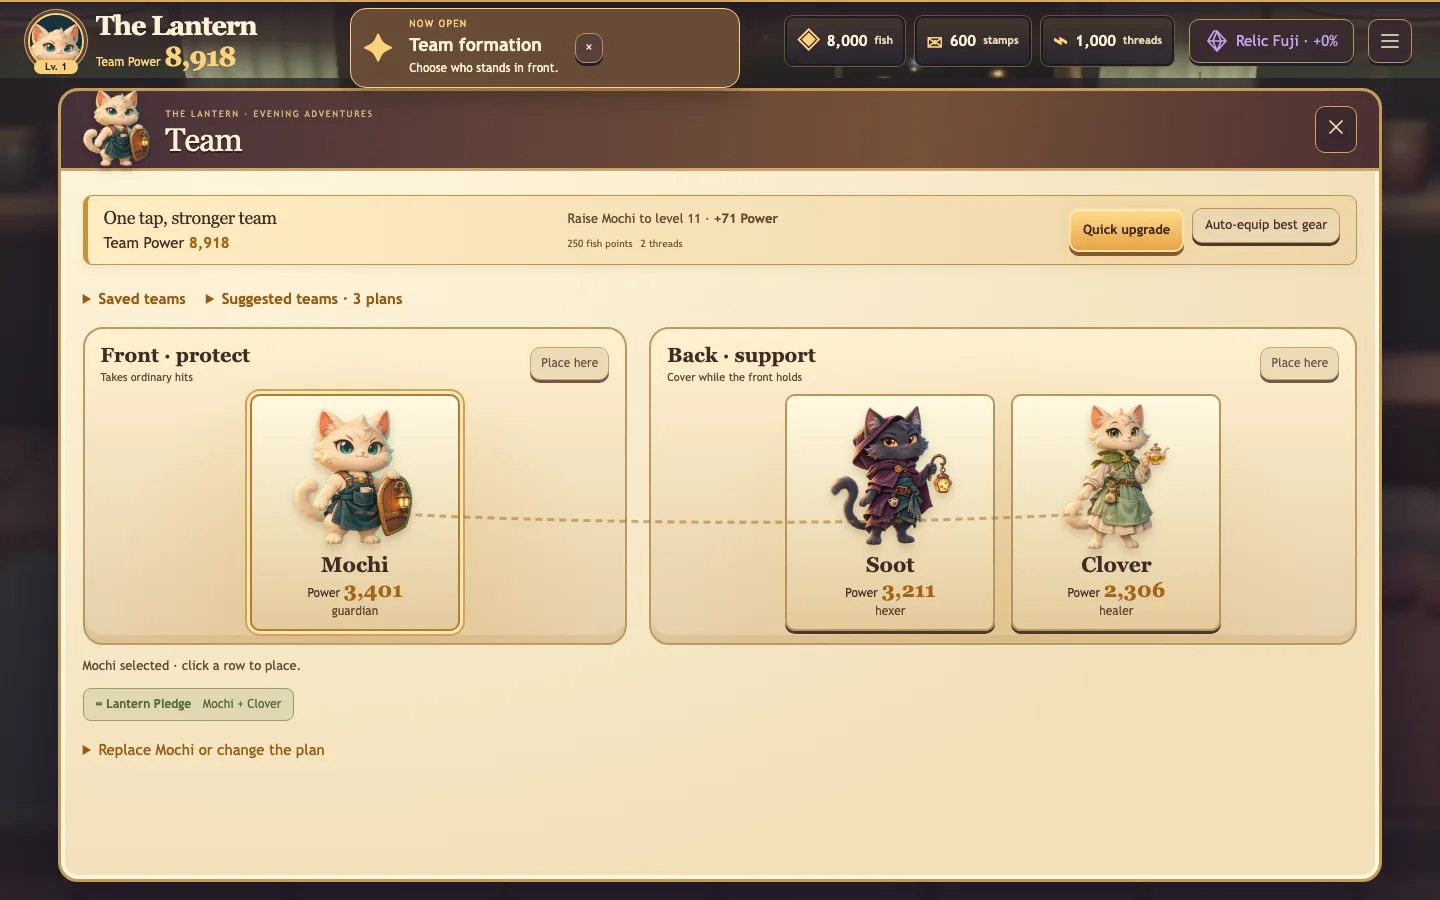 The Lantern
Team Power 8,918
Lv. 1
NOW OPEN
Team formation
Choose who stands in front.
×
8,000 fish
600 stamps
1,000 threads
Relic Fuji · +0%
THE LANTERN · EVENING ADVENTURES
Team
One tap, stronger team
Team Power 8,918
Raise Mochi to level 11 · +71 Power
250 fish points 2 threads
Quick upgrade
Auto-equip best gear
Saved teams
Suggested teams · 3 plans
Front · protect
Takes ordinary hits
Place here
Mochi
Power 3,401
guardian
Back · support
Cover while the front holds
Place here
Soot
Power 3,211
hexer
Clover
Power 2,306
healer
Mochi selected · click a row to place.
∞ Lantern Pledge Mochi + Clover
Replace Mochi or change the plan